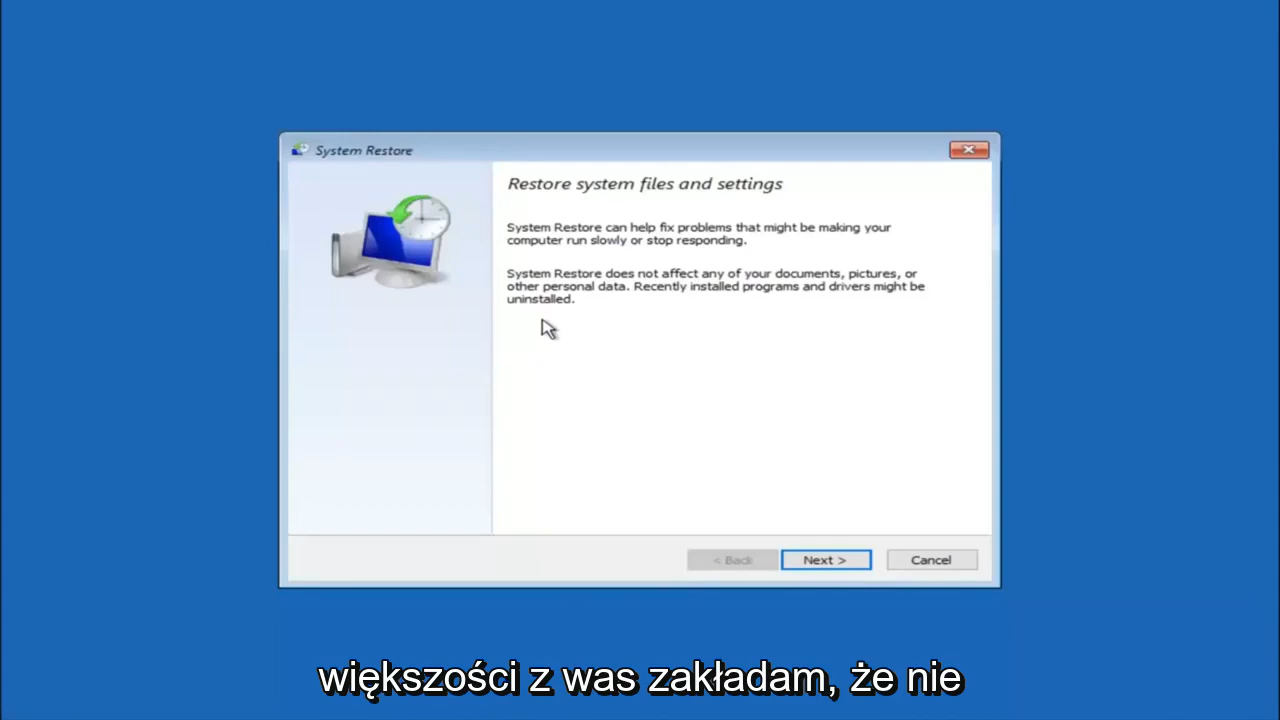 System Restore
Restore system files and settings
System Restore can help fix problems that might be making your
computer run slowly or stop responding.
System Restore does not affect any of your documents, pictures, or
other personal data. Recently installed programs and drivers might be
uninstalled.
< Back
Next >
Cancel
większości z was zakładam, że nie